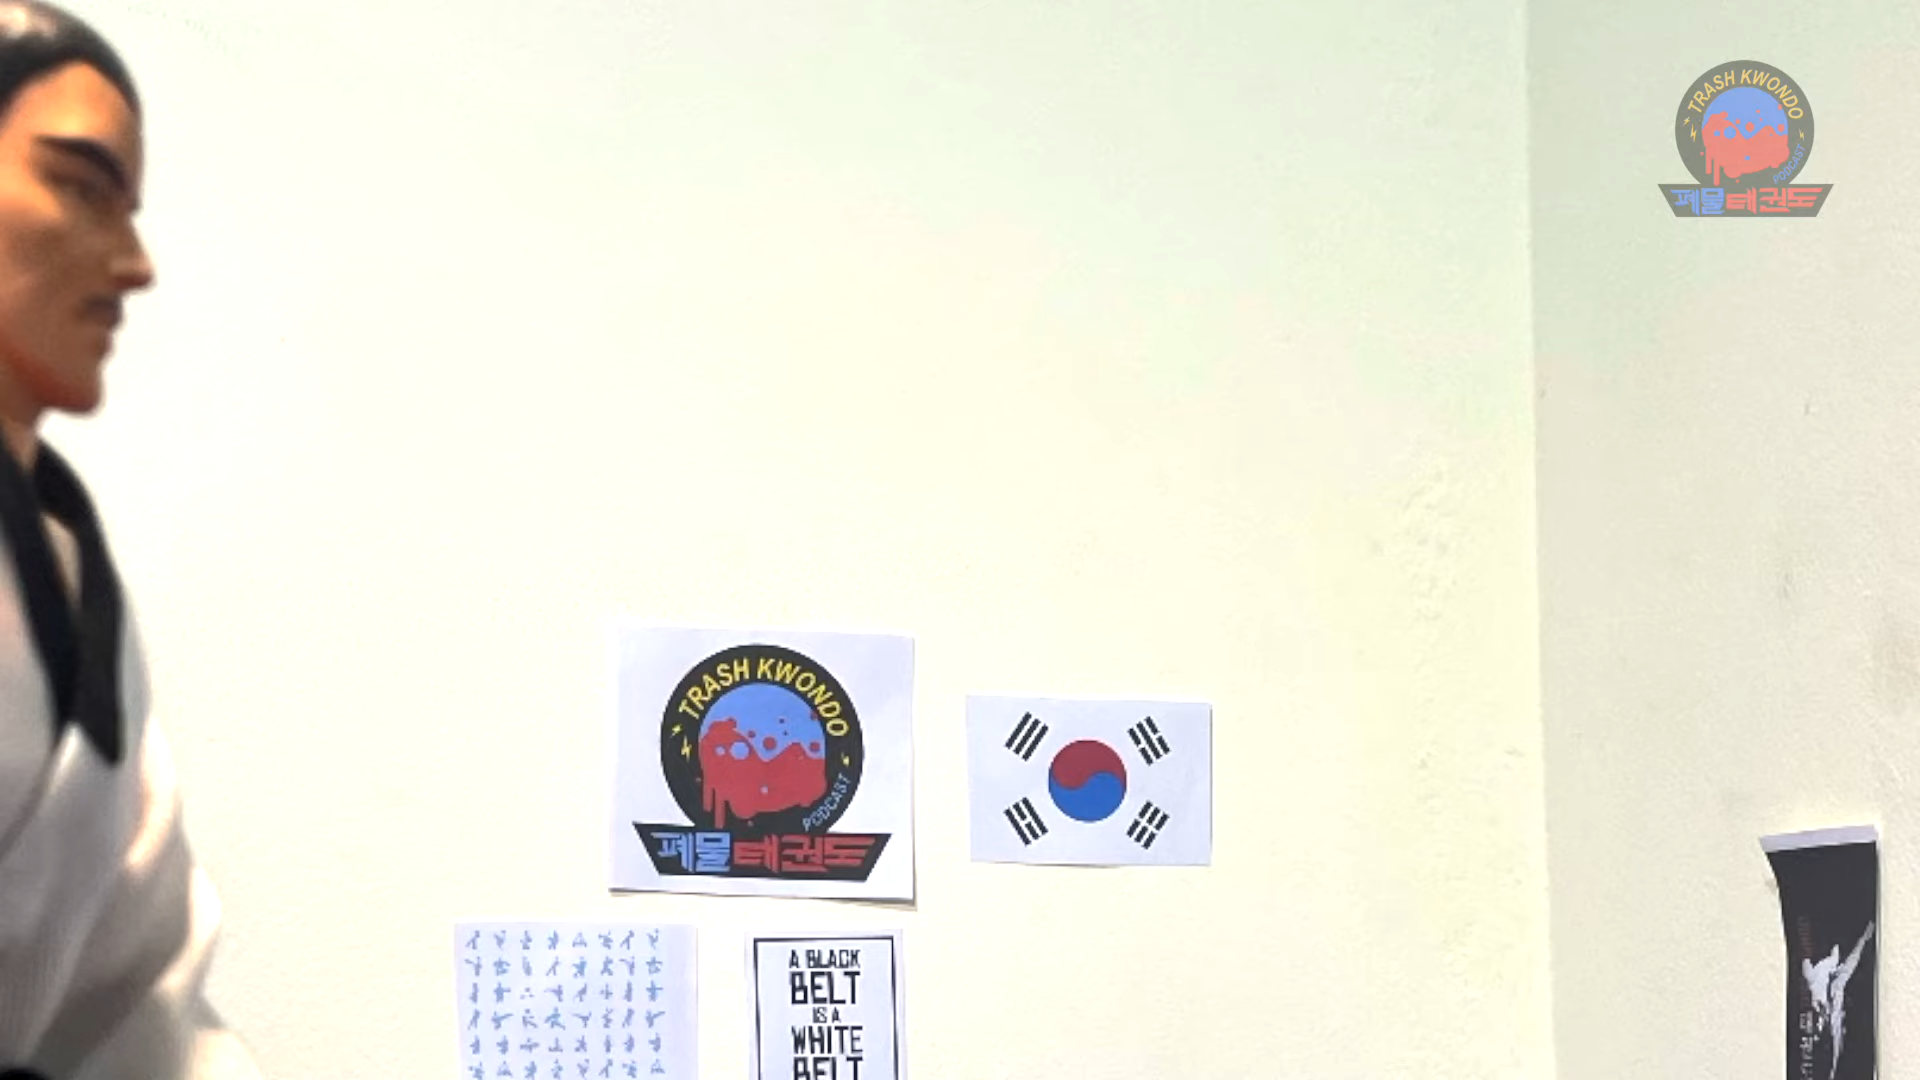 TRASH KWONDO
PODCAST
폐물태권도
TRASH KWONDO
PODCAST
폐물태권도
A BLACK
BELT
IS A
WHITE
BELT